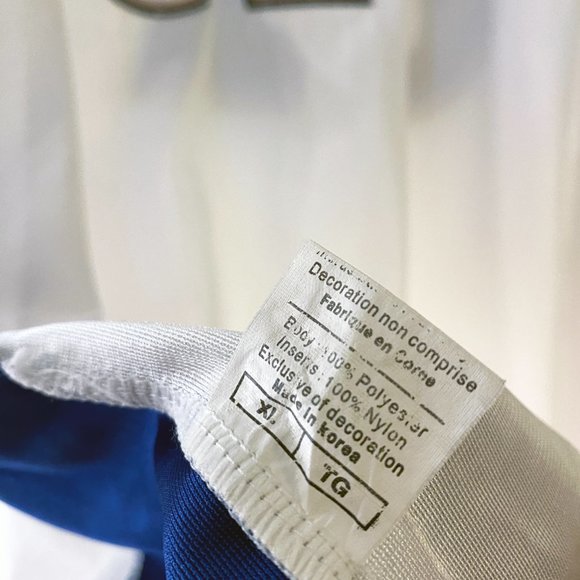 Decoration non comprise
Fabrique en Coree
Body: 100% Polyester
Inserts: 100% Nylon
Exclusive of decoration
Made in Korea
XL
TG